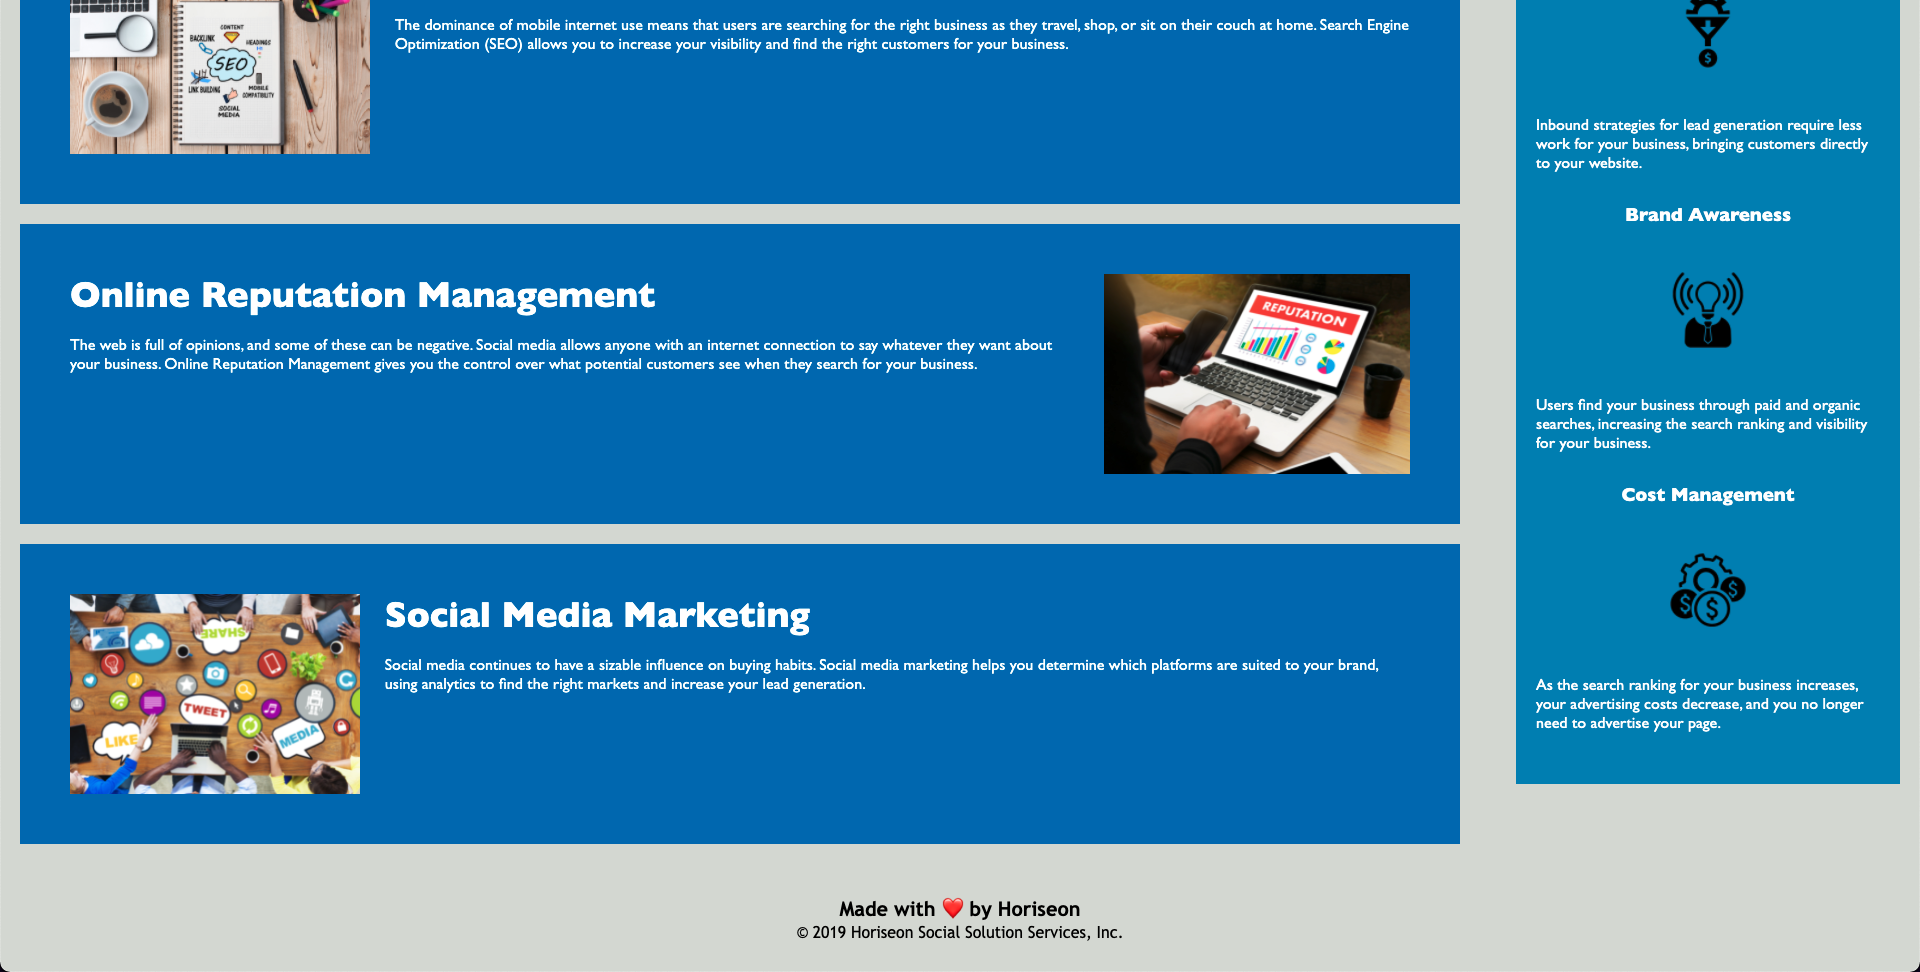 The dominance of mobile internet use means that users are searching for the right business as they travel, shop, or sit on their couch at home. Search Engine
Optimization (SEO) allows you to increase your visibility and find the right customers for your business.
CONTENT
BACKLINK
HEADINGS
SEO
LINK BUILDING
MOBILE
COMPATIBILITY
SOCIAL
MEDIA
Online Reputation Management
The web is full of opinions, and some of these can be negative. Social media allows anyone with an internet connection to say whatever they want about
your business. Online Reputation Management gives you the control over what potential customers see when they search for your business.
REPUTATION
Social Media Marketing
Social media continues to have a sizable influence on buying habits. Social media marketing helps you determine which platforms are suited to your brand,
using analytics to find the right markets and increase your lead generation.
SHARE
TWEET
LIKE
MEDIA
$
Inbound strategies for lead generation require less
work for your business, bringing customers directly
to your website.
Brand Awareness
Users find your business through paid and organic
searches, increasing the search ranking and visibility
for your business.
Cost Management
$ $ $
As the search ranking for your business increases,
your advertising costs decrease, and you no longer
need to advertise your page.
Made with ❤️ by Horiseon
© 2019 Horiseon Social Solution Services, Inc.